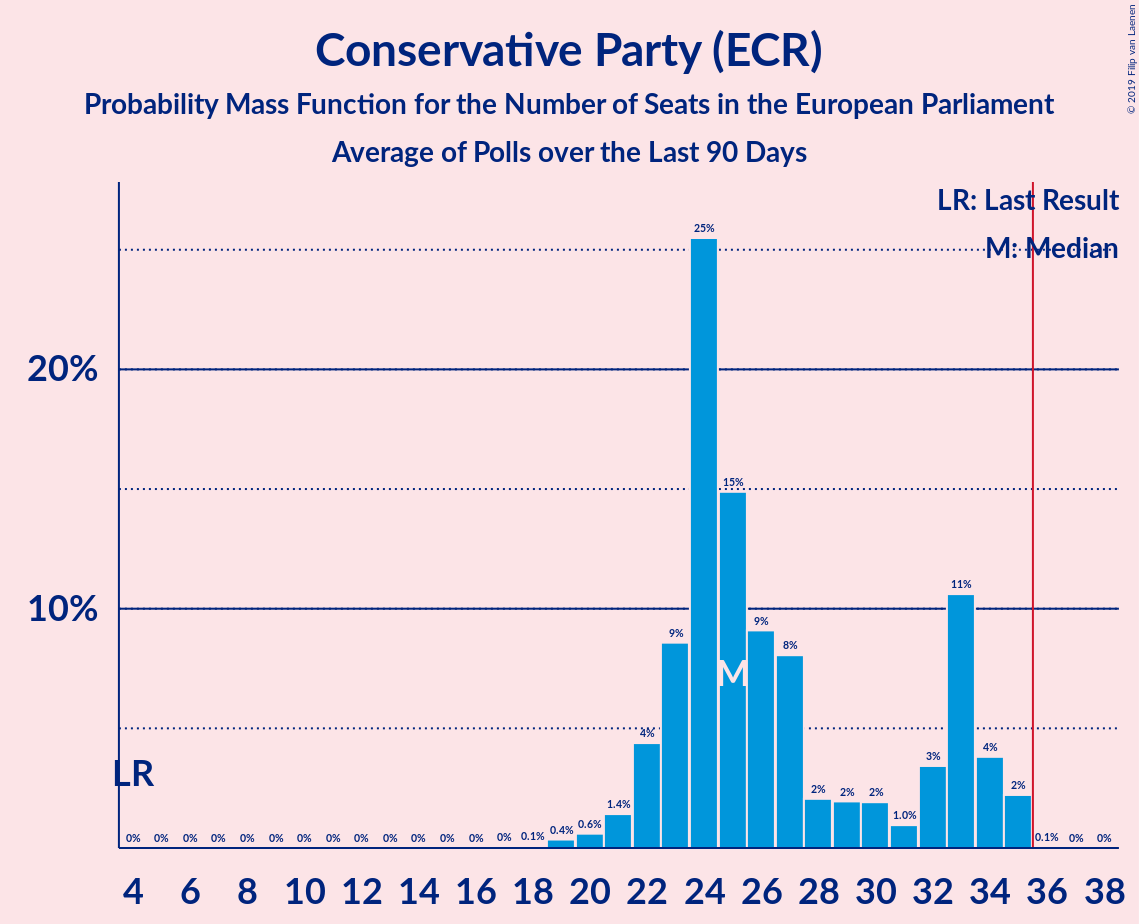 Conservative Party (ECR)
Probability Mass Function for the Number of Seats in the European Parliament
Average of Polls over the Last 90 Days
© 2019 Filip van Laenen
LR: Last Result
M: Median
20%
10%
LR
M
0% 0% 0% 0% 0% 0% 0% 0% 0% 0% 0% 0% 0% 0% 0.1% 0.4% 0.6% 1.4% 4% 9% 25% 15% 9% 8% 2% 2% 2% 1.0% 3% 11% 4% 2% 0.1% 0% 0%
4 6 8 10 12 14 16 18 20 22 24 26 28 30 32 34 36 38